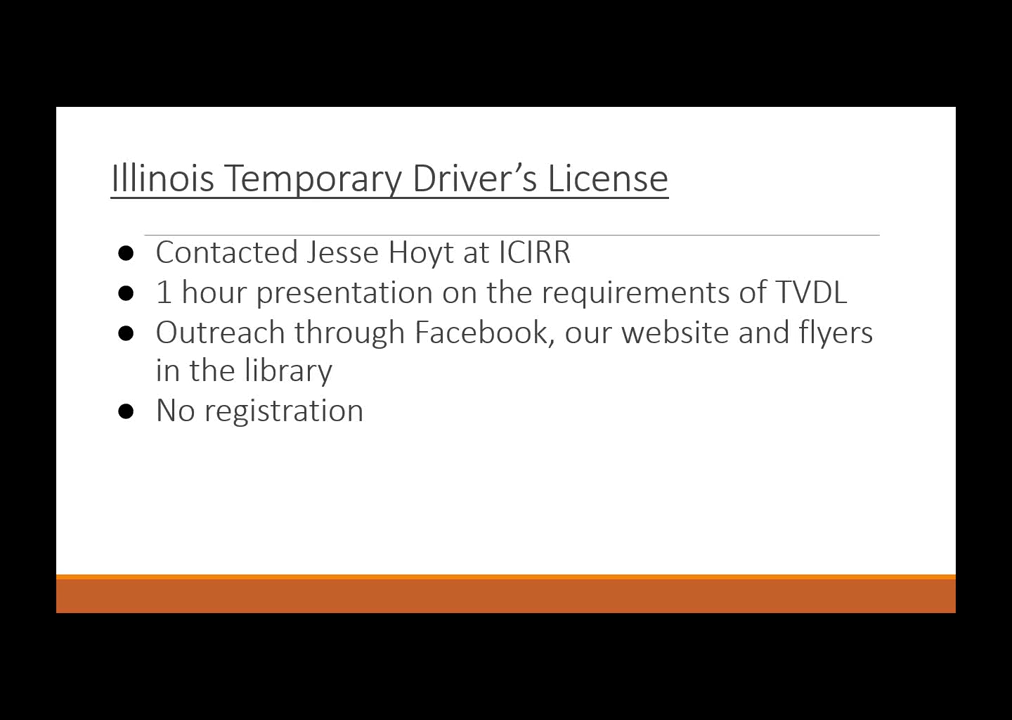 Illinois Temporary Driver’s License
● Contacted Jesse Hoyt at ICIRR
● 1 hour presentation on the requirements of TVDL
● Outreach through Facebook, our website and flyers
in the library
● No registration